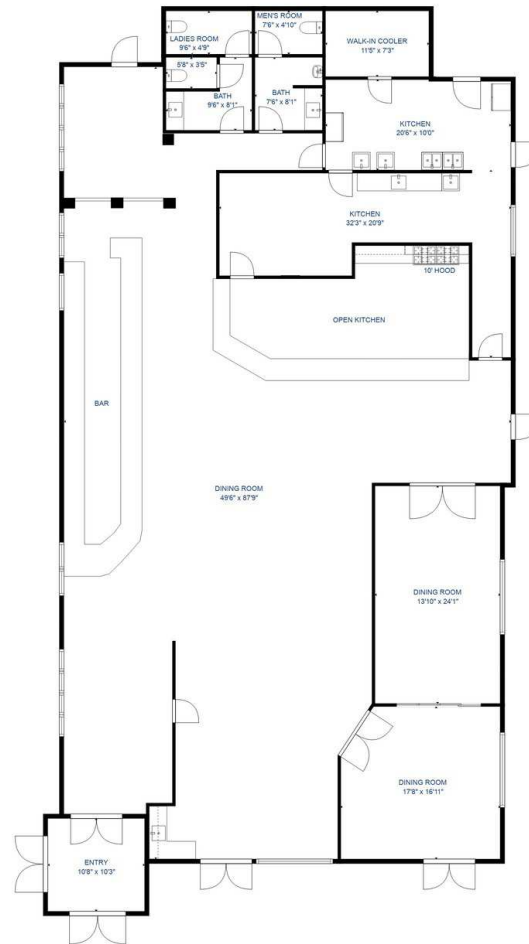 MEN'S ROOM
7'6" x 4'10"
LADIES ROOM
9'6" x 4'9"
WALK-IN COOLER
11'5" x 7'3"
5'8" x 3'5"
BATH
9'6" x 8'1"
BATH
7'6" x 8'1"
KITCHEN
20'6" x 10'0"
KITCHEN
32'3" x 20'9"
10' HOOD
OPEN KITCHEN
BAR
DINING ROOM
49'6" x 87'9"
DINING ROOM
13'10" x 24'1"
DINING ROOM
17'8" x 16'11"
ENTRY
10'8" x 10'3"